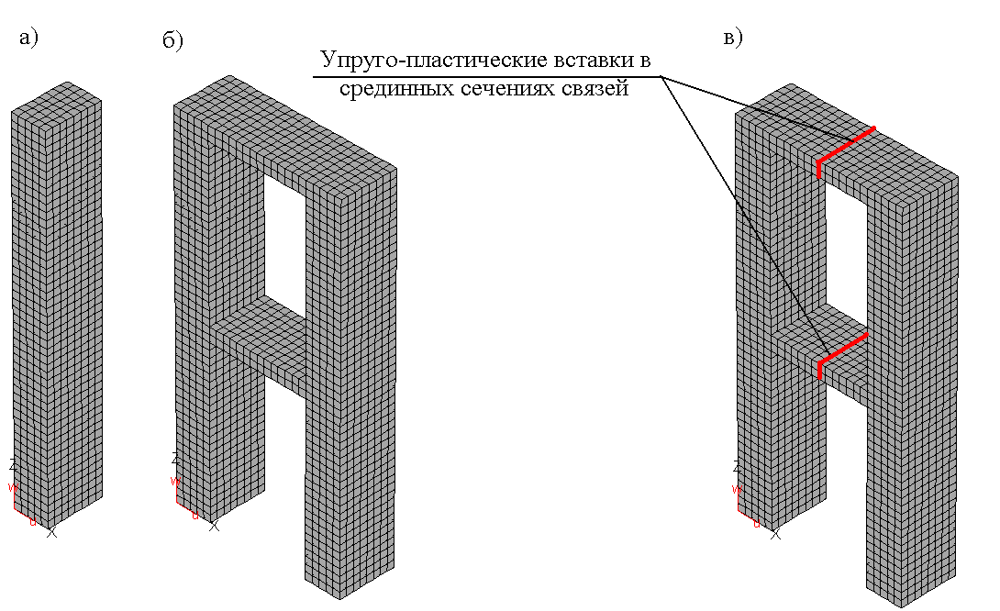 а)
б)
в)
Упруго-пластические вставки в
срединных сечениях связей
Z
w
u
X
Z
w
u
X
Z
w
u
X